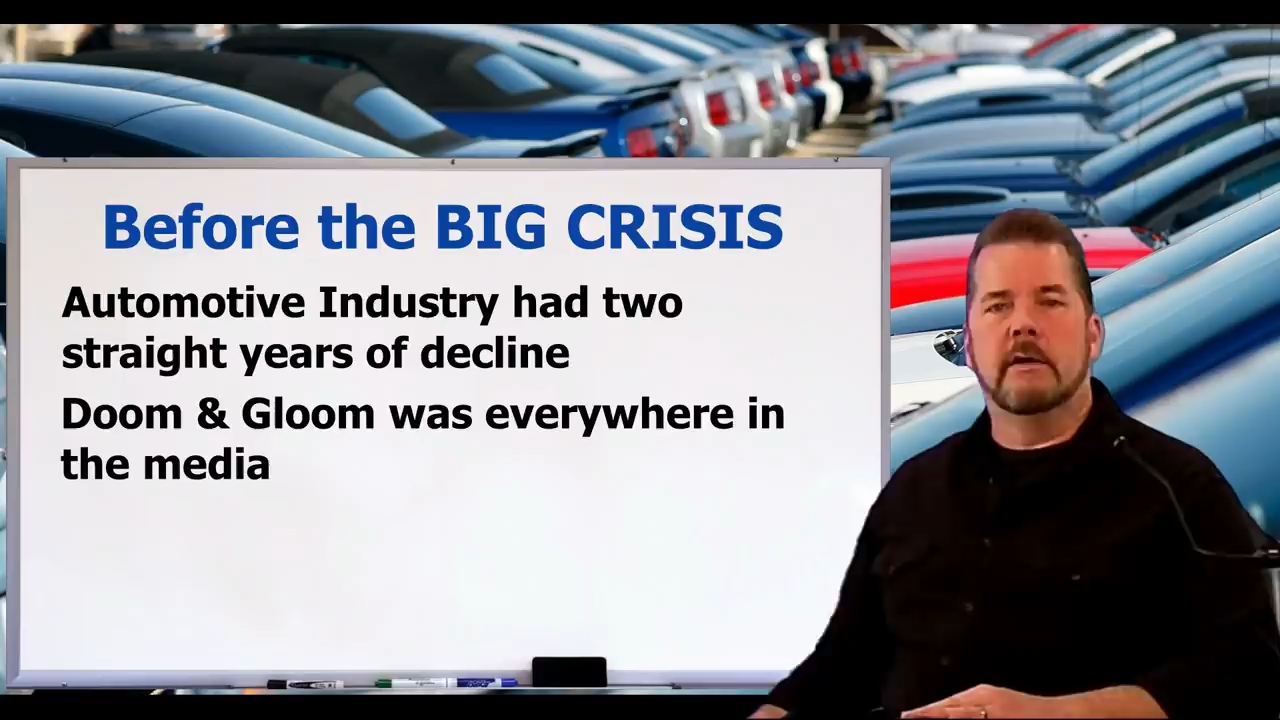 Before the BIG CRISIS
Automotive Industry had two
straight years of decline
Doom & Gloom was everywhere in
the media